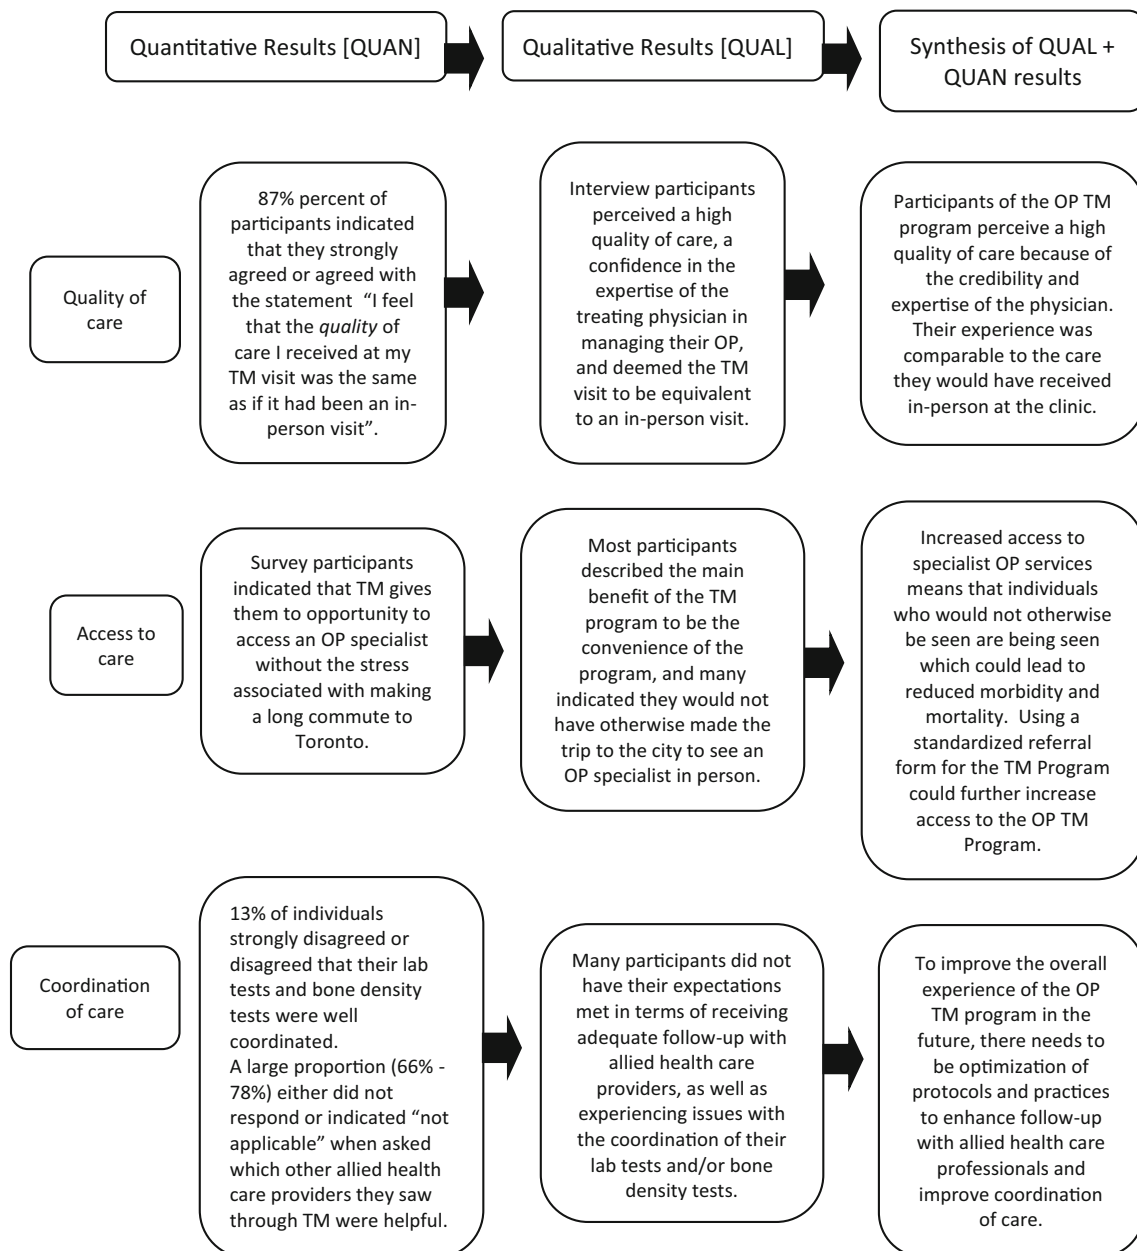 Quantitative Results [QUAN]
Qualitative Results [QUAL]
Synthesis of QUAL +
QUAN results
Quality of
care
87% percent of
participants indicated
that they strongly
agreed or agreed with
the statement “I feel
that the quality of
care I received at my
TM visit was the same
as if it had been an in-
person visit”.
Interview participants
perceived a high
quality of care, a
confidence in the
expertise of the
treating physician in
managing their OP,
and deemed the TM
visit to be equivalent
to an in-person visit.
Participants of the OP TM
program perceive a high
quality of care because of
the credibility and
expertise of the physician.
Their experience was
comparable to the care
they would have received
in-person at the clinic.
Access to
care
Survey participants
indicated that TM gives
them to opportunity to
access an OP specialist
without the stress
associated with making
a long commute to
Toronto.
Most participants
described the main
benefit of the TM
program to be the
convenience of the
program, and many
indicated they would not
have otherwise made the
trip to the city to see an
OP specialist in person.
Increased access to
specialist OP services
means that individuals
who would not otherwise
be seen are being seen
which could lead to
reduced morbidity and
mortality.  Using a
standardized referral
form for the TM Program
could further increase
access to the OP TM
Program.
Coordination
of care
13% of individuals
strongly disagreed or
disagreed that their lab
tests and bone density
tests were well
coordinated.
A large proportion (66% -
78%) either did not
respond or indicated “not
applicable” when asked
which other allied health
care providers they saw
through TM were helpful.
Many participants did not
have their expectations
met in terms of receiving
adequate follow-up with
allied health care
providers, as well as
experiencing issues with
the coordination of their
lab tests and/or bone
density tests.
To improve the overall
experience of the OP
TM program in the
future, there needs to
be optimization of
protocols and practices
to enhance follow-up
with allied health care
professionals and
improve coordination
of care.